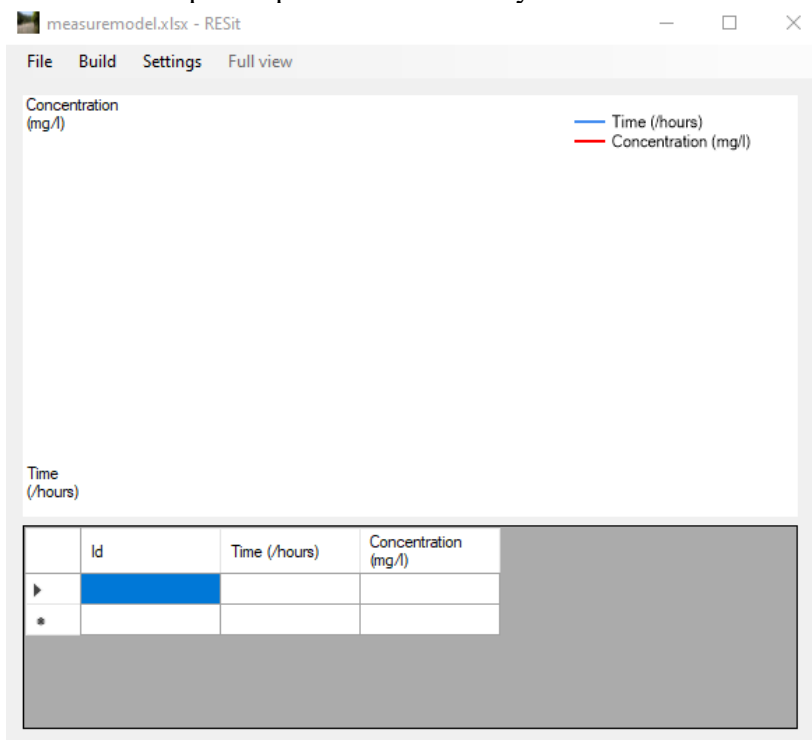 measuremodel.xlsx - RESit
File Build Settings Full view
Concentration
(mg/l)
Time (/hours)
Concentration (mg/l)
Time
(/hours)
Id Time (/hours) Concentration
(mg/l)